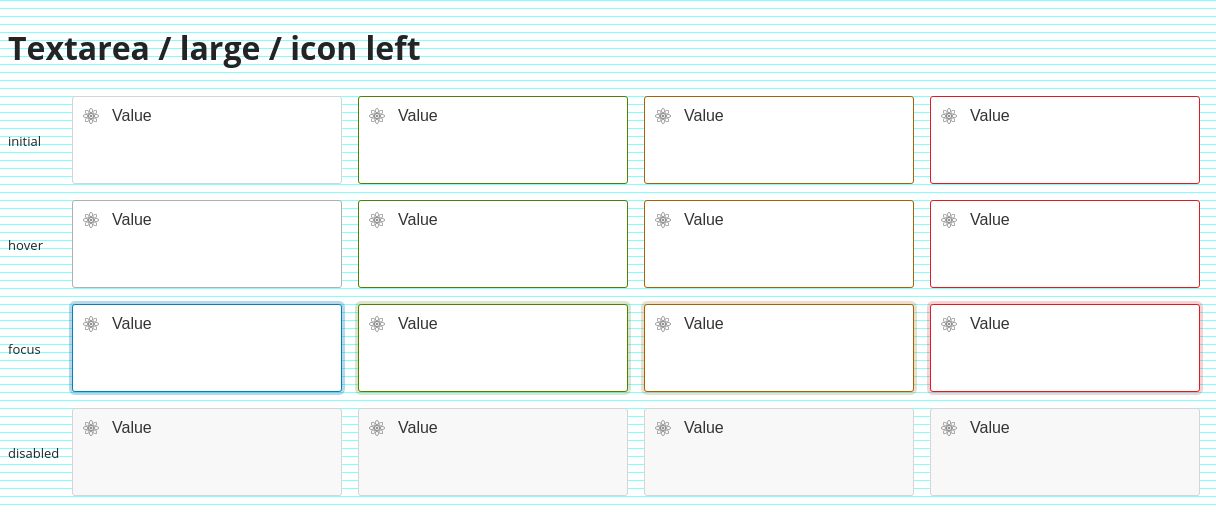 Textarea / large / icon left
initial Value Value Value Value
hover Value Value Value Value
focus Value Value Value Value
disabled Value Value Value Value